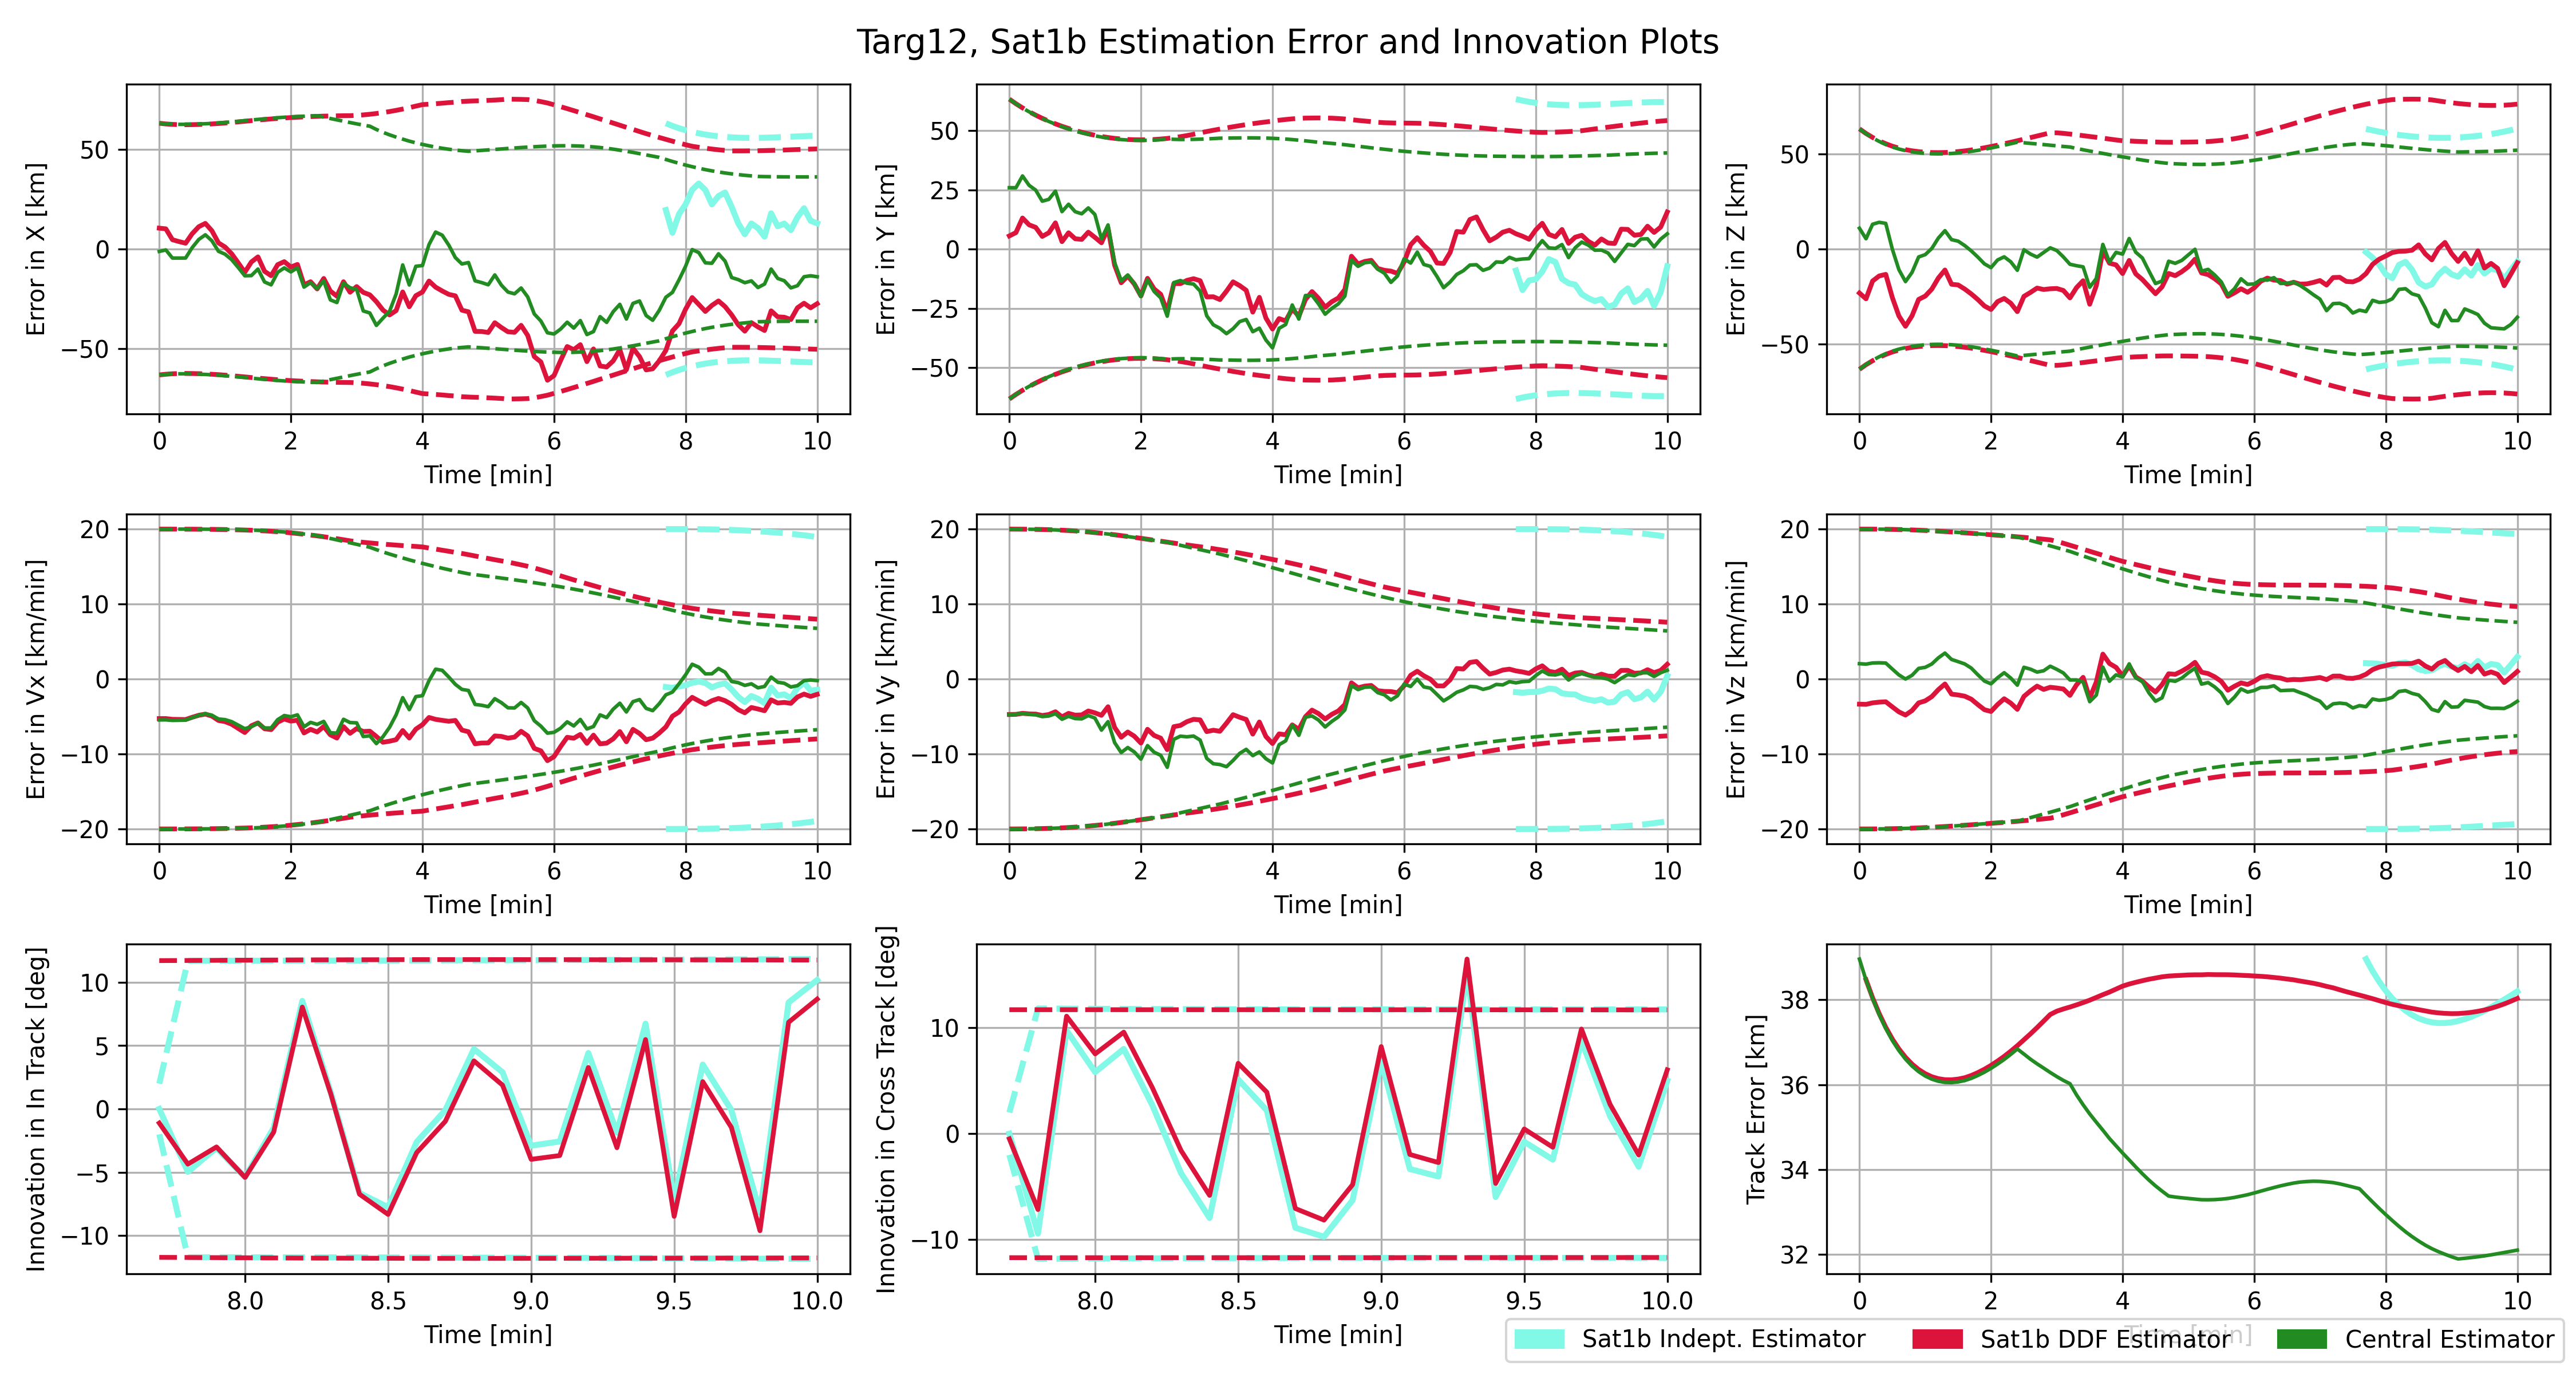 Targ12, Sat1b Estimation Error and Innovation Plots
Error in X [km]
50
0
−50
0 2 4 6 8 10
Time [min]
Error in Y [km]
50
25
0
−25
−50
0 2 4 6 8 10
Time [min]
Error in Z [km]
50
0
−50
0 2 4 6 8 10
Time [min]
Error in Vx [km/min]
20
10
0
−10
−20
0 2 4 6 8 10
Time [min]
Error in Vy [km/min]
20
10
0
−10
−20
0 2 4 6 8 10
Time [min]
Error in Vz [km/min]
20
10
0
−10
−20
0 2 4 6 8 10
Time [min]
Innovation in In Track [deg]
10
5
0
−5
−10
8.0 8.5 9.0 9.5 10.0
Time [min]
Innovation in Cross Track [deg]
10
0
−10
8.0 8.5 9.0 9.5 10.0
Time [min]
Track Error [km]
38
36
34
32
0 2 4 6 8 10
Time [min]
Sat1b Indept. Estimator Sat1b DDF Estimator Central Estimator